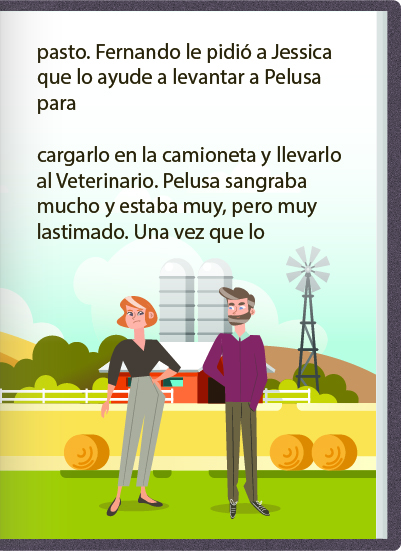 pasto. Fernando le pidió a Jessica
que lo ayude a levantar a Pelusa
para
cargarlo en la camioneta y llevarlo
al Veterinario. Pelusa sangraba
mucho y estaba muy, pero muy
lastimado. Una vez que lo